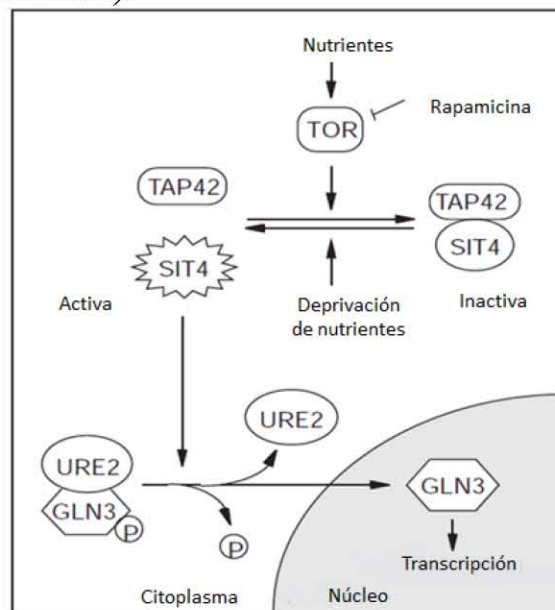 Nutrientes
TOR
Rapamicina
TAP42
TAP42
SIT4
SIT4
Activa
Deprivación
de nutrientes
Inactiva
URE2
URE2
GLN3
P
GLN3
P
Transcripción
Citoplasma
Núcleo